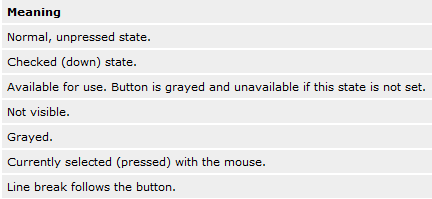 Meaning
Normal, unpressed state.
Checked (down) state.
Available for use. Button is grayed and unavailable if this state is not set.
Not visible.
Grayed.
Currently selected (pressed) with the mouse.
Line break follows the button.